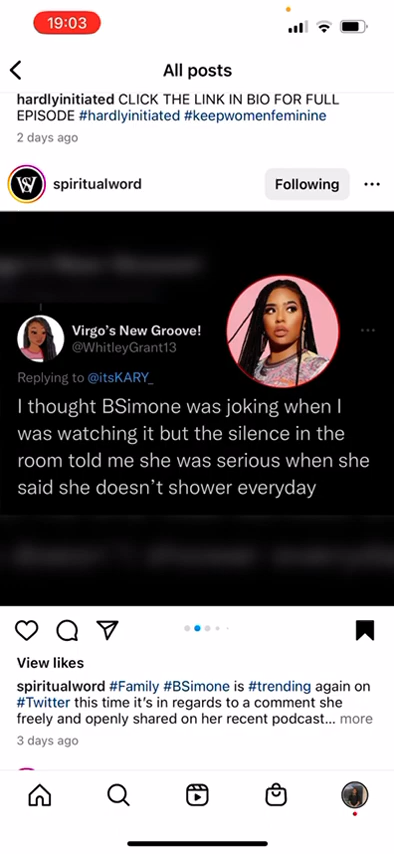 19:03
All posts
hardlyinitiated CLICK THE LINK IN BIO FOR FULL
EPISODE #hardlyinitiated #keepwomenfeminine
2 days ago
spiritualword
Following
Virgo's New Groove!
@WhitleyGrant13
Replying to @itsKARY_
I thought BSimone was joking when I
was watching it but the silence in the
room told me she was serious when she
said she doesn't shower everyday
View likes
spiritualword #Family #BSimone is #trending again on
#Twitter this time it's in regards to a comment she
freely and openly shared on her recent podcast... more
3 days ago